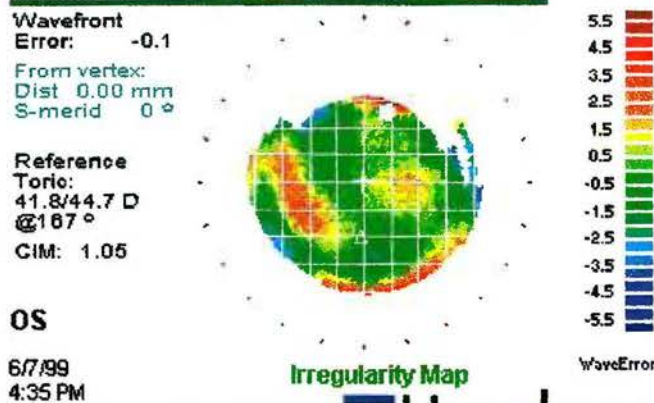 Wavefront
Error: -0.1
From vertex:
Dist 0.00 mm
S-merid 0 º
Reference
Toric:
41.8/44.7 D
@167 º
CIM: 1.05
OS
6/7/99
4:35 PM
Irregularity Map
5.5
4.5
3.5
2.5
1.5
0.5
-0.5
-1.5
-2.5
-3.5
-4.5
-5.5
WaveError